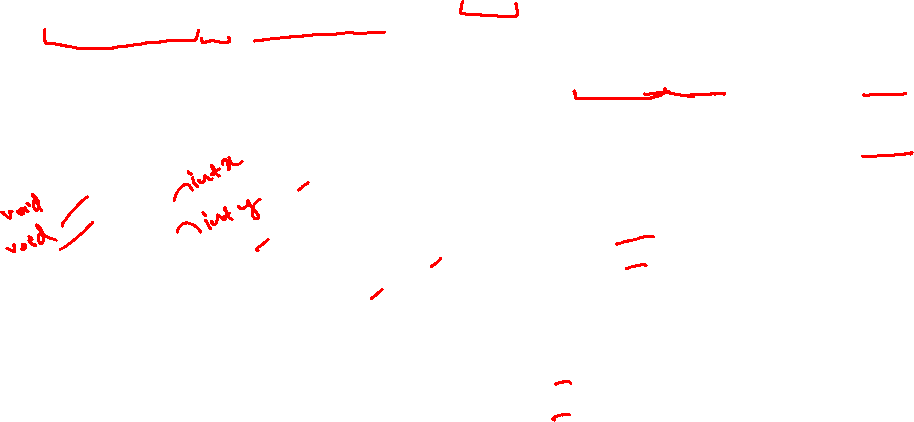 int x
void
int y
void